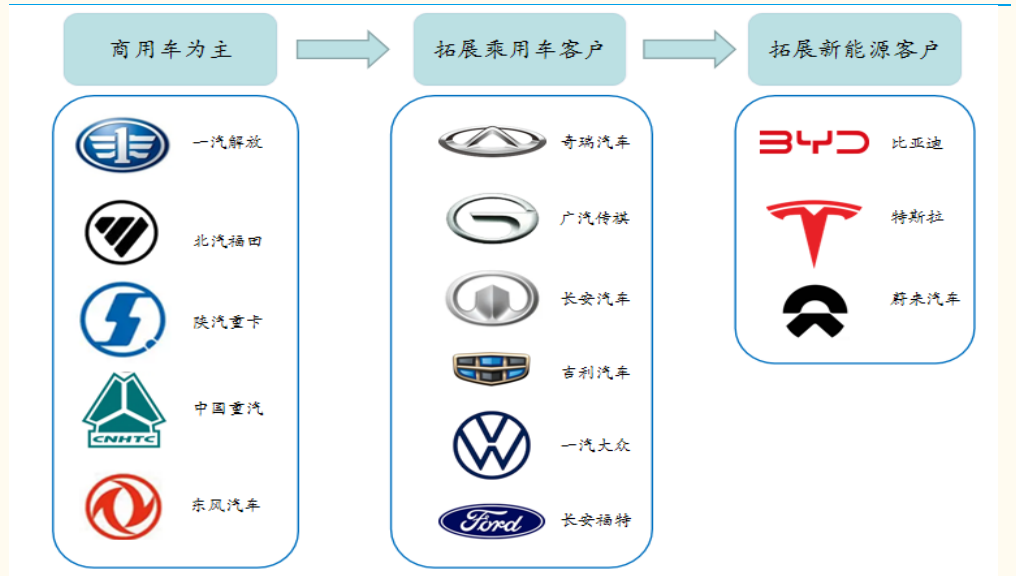 商用车为主
拓展乘用车客户
拓展新能源客户
一汽解放
北汽福田
陕汽重卡
中国重汽
CNHTC
东风汽车
奇瑞汽车
广汽传祺
长安汽车
吉利汽车
一汽大众
Ford
长安福特
BYD
比亚迪
特斯拉
蔚来汽车